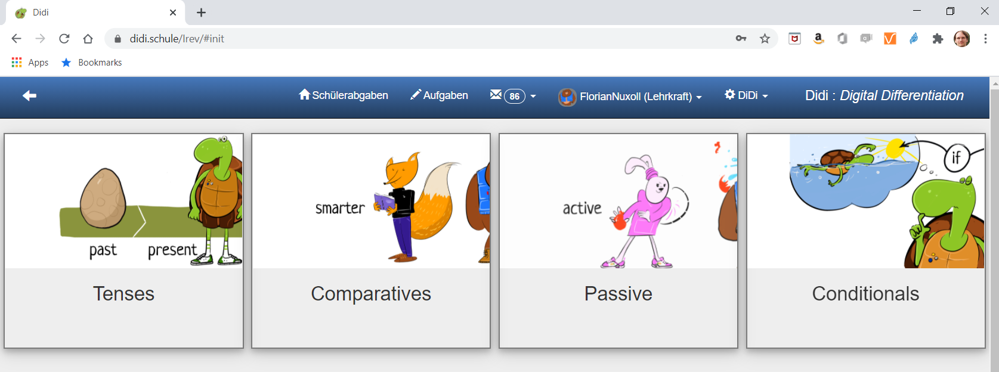 Didi
didi.schule/lrev/#init
Apps Bookmarks
Schülerabgaben Aufgaben 86 FlorianNuxoll (Lehrkraft) DiDi Didi : Digital Differentiation
past present
smarter
active
if
Tenses Comparatives Passive Conditionals